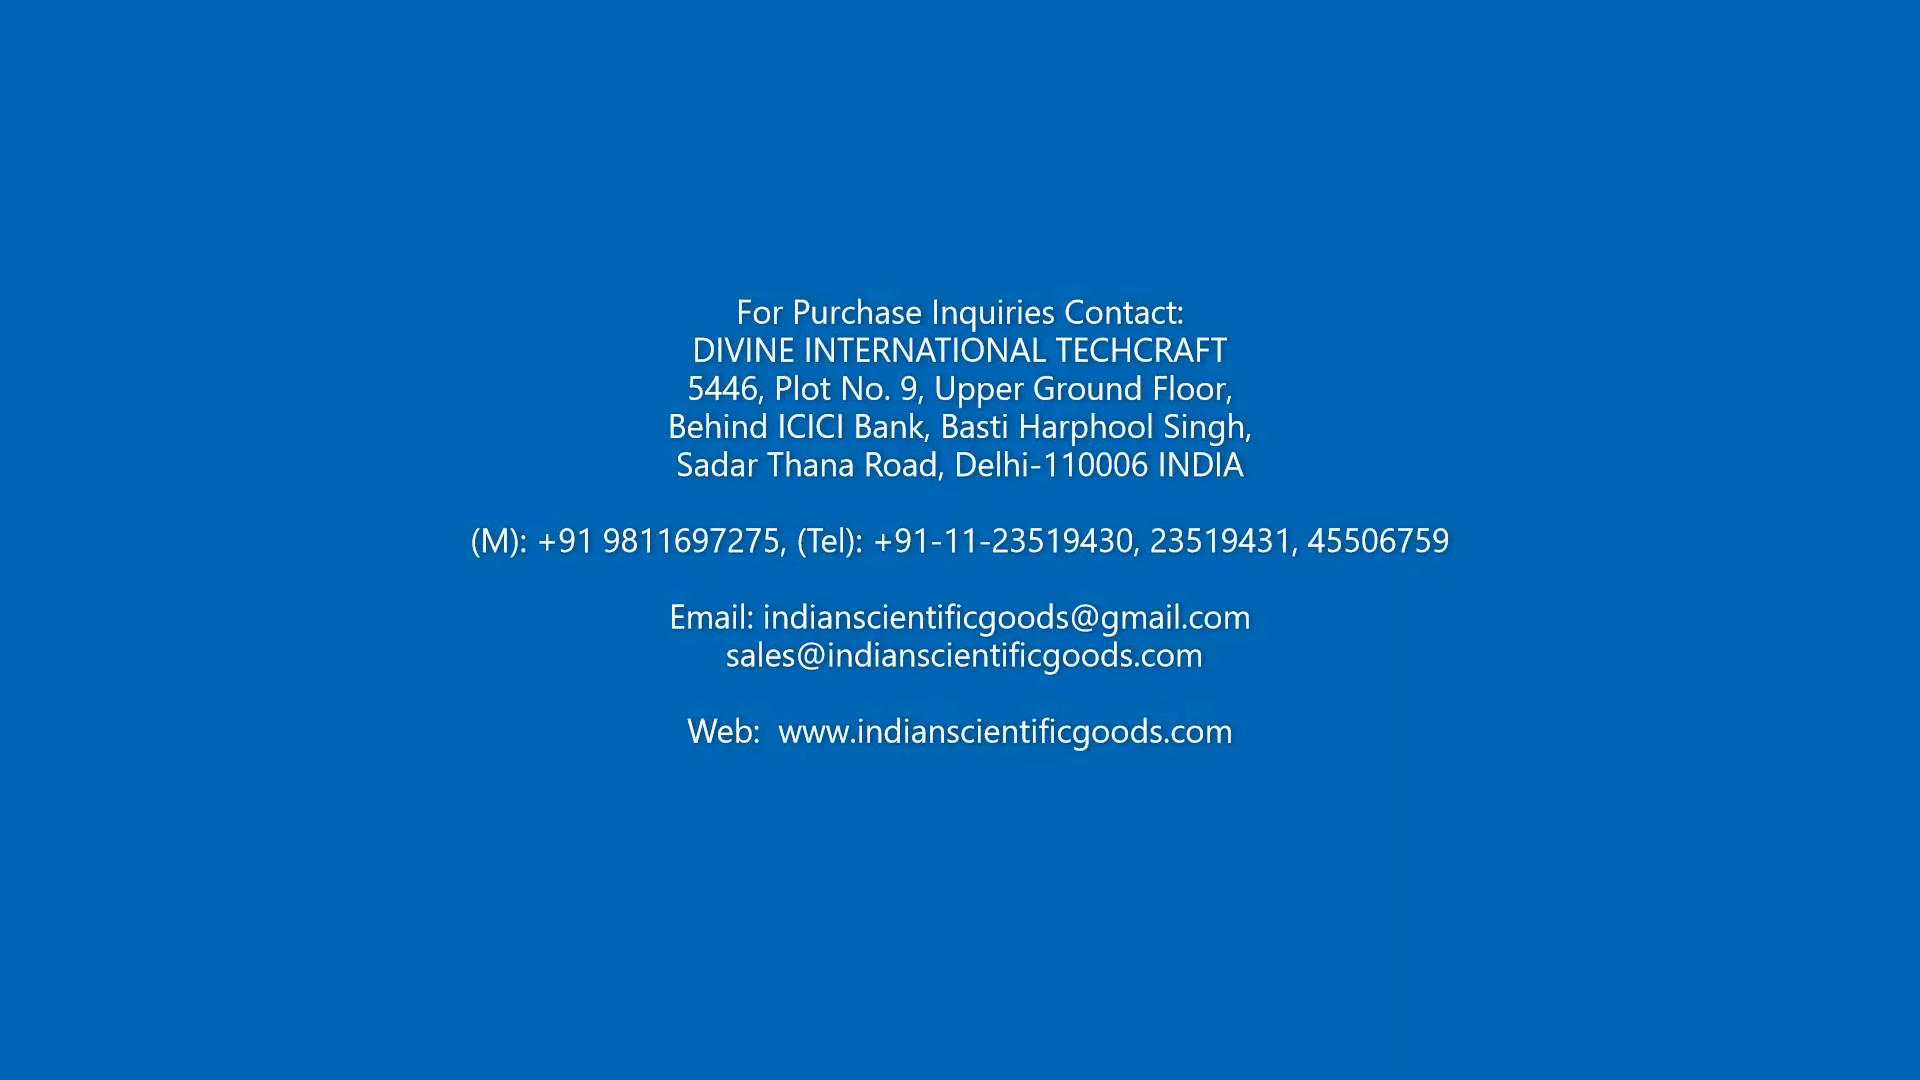 For Purchase Inquiries Contact:
DIVINE INTERNATIONAL TECHCRAFT
5446, Plot No. 9, Upper Ground Floor,
Behind ICICI Bank, Basti Harphool Singh,
Sadar Thana Road, Delhi-110006 INDIA
(M): +91 9811697275, (Tel): +91-11-23519430, 23519431, 45506759
Email: indianscientificgoods@gmail.com
sales@indianscientificgoods.com
Web:  www.indianscientificgoods.com